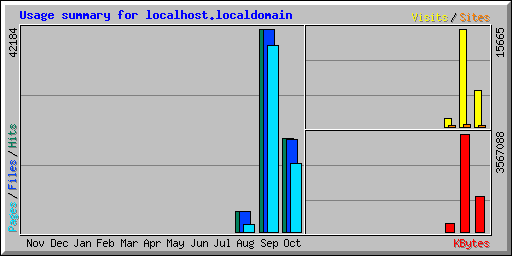 Usage summary for localhost.localdomain
Visits / Sites
42184
15665
Pages / Files / Hits
3567088
Nov Dec Jan Feb Mar Apr May Jun Jul Aug Sep Oct
KBytes